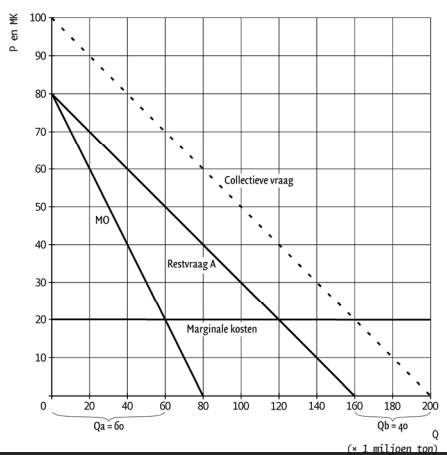 P en MK
100
90
80
70
60
50
40
30
20
10
Collectieve vraag
MO
Restvraag A
Marginale kosten
0 20 40 60 80 100 120 140 160 180 200
Qa = 60
Qb = 40
Q
(× 1 miljoen ton)